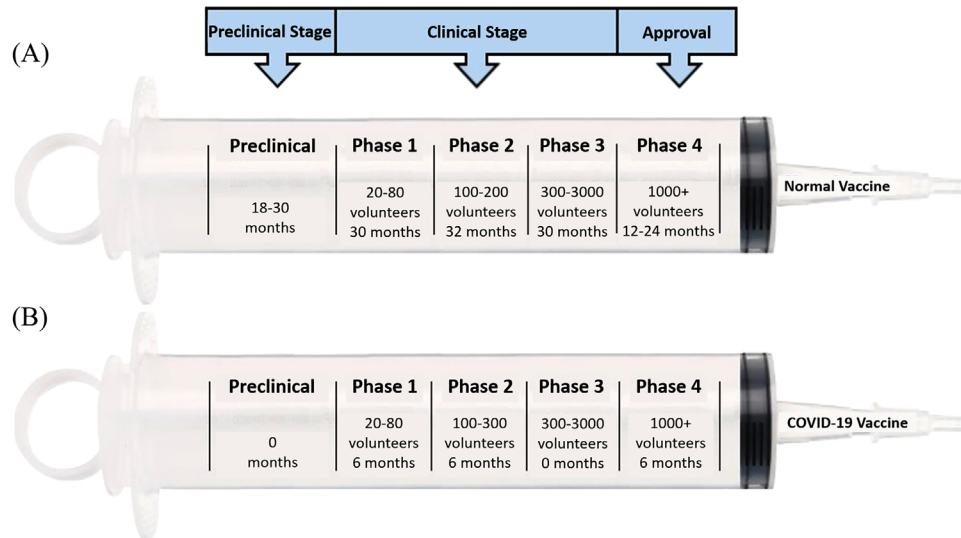 Preclinical Stage
Clinical Stage
Approval
(A)
Preclinical
18-30
months
Phase 1
20-80
volunteers
30 months
Phase 2
100-200
volunteers
32 months
Phase 3
300-3000
volunteers
30 months
Phase 4
1000+
volunteers
12-24 months
Normal Vaccine
(B)
Preclinical
0
months
Phase 1
20-80
volunteers
6 months
Phase 2
100-300
volunteers
6 months
Phase 3
300-3000
volunteers
0 months
Phase 4
1000+
volunteers
6 months
COVID-19 Vaccine